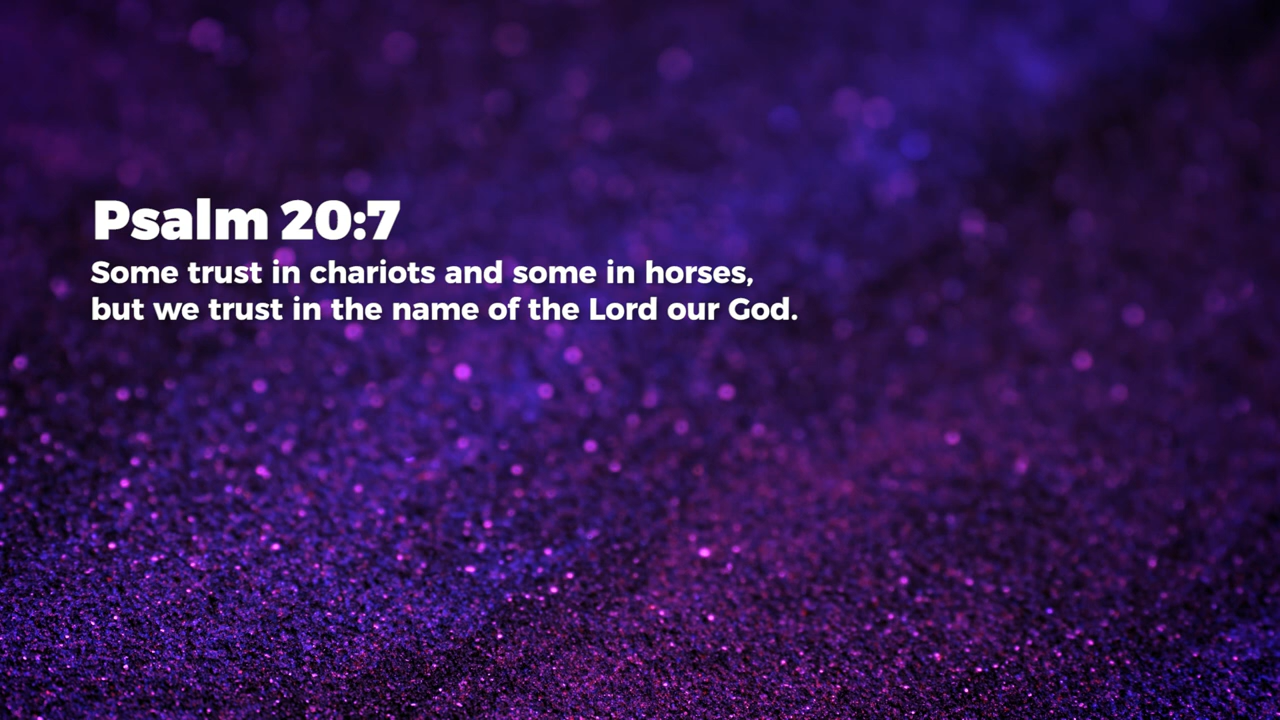 Psalm 20:7
Some trust in chariots and some in horses,
but we trust in the name of the Lord our God.